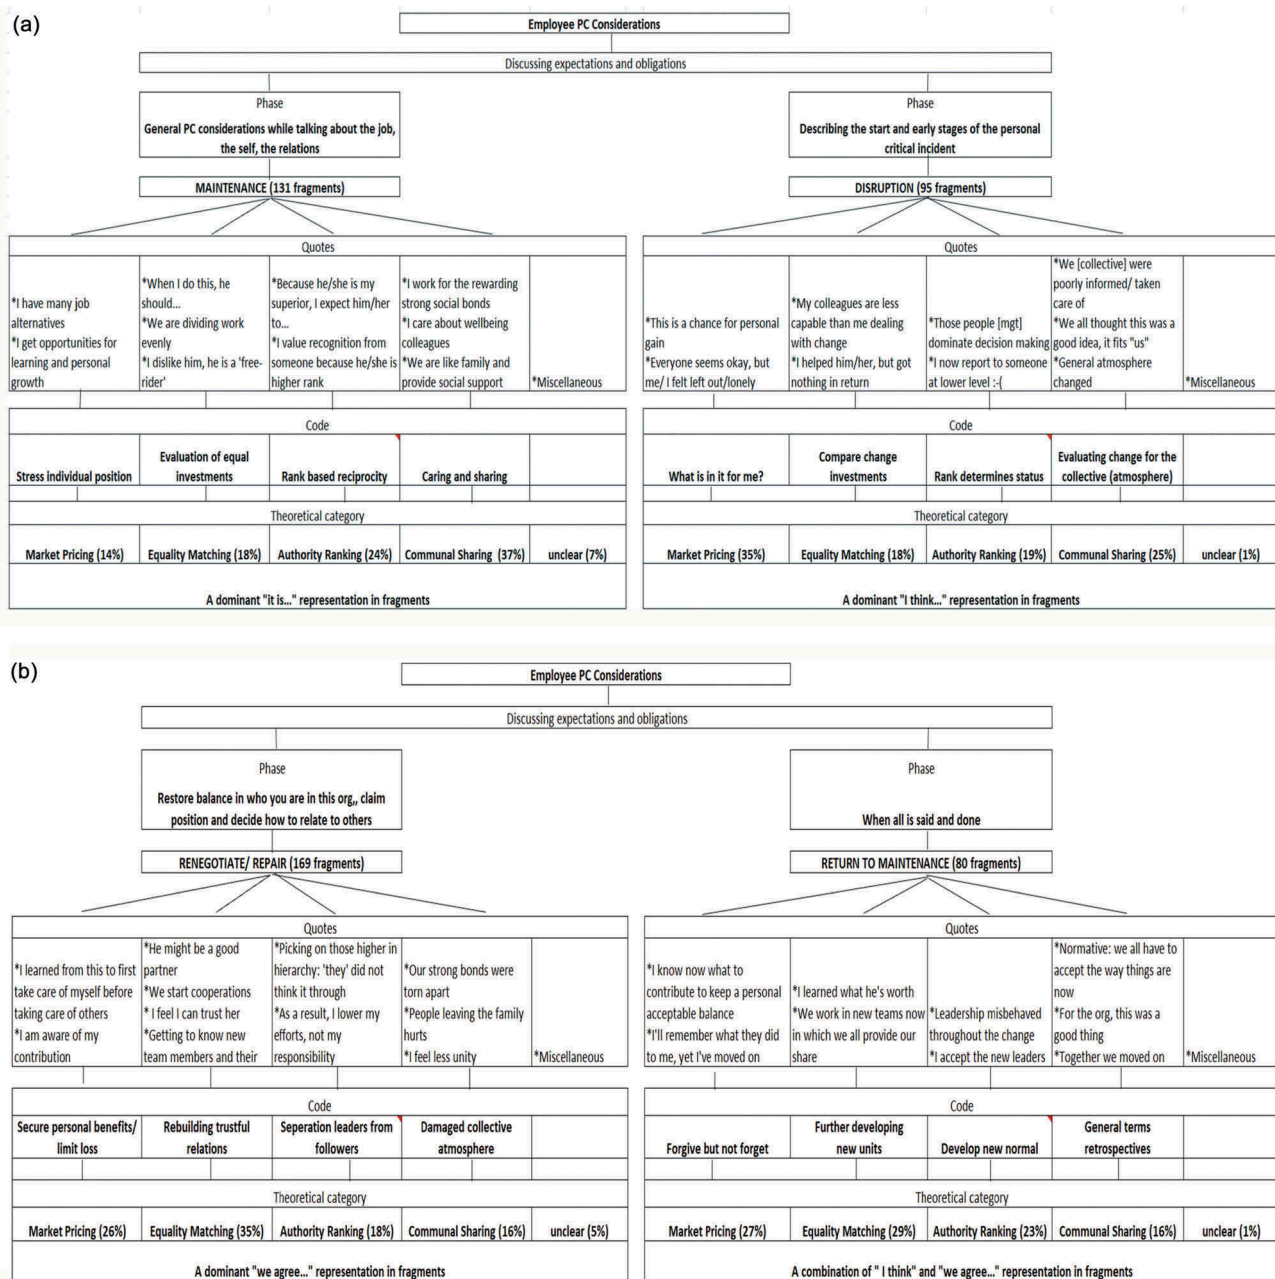 (a)
Employee PC Considerations
Discussing expectations and obligations
Phase
General PC considerations while talking about the job,
the self, the relations
MAINTENANCE (131 fragments)
Quotes
*I have many job
alternatives
*I get opportunities for
learning and personal
growth
*When I do this, he
should...
*We are dividing work
evenly
*I dislike him, he is a 'free-
rider'
*Because he/she is my
superior, I expect him/her
to...
*I value recognition from
someone because he/she is
higher rank
*I work for the rewarding
strong social bonds
*I care about wellbeing
colleagues
*We are like family and
provide social support
*Miscellaneous
Code
Stress individual position
Evaluation of equal
investments
Rank based reciprocity
Caring and sharing
Theoretical category
Market Pricing (14%)
Equality Matching (18%)
Authority Ranking (24%)
Communal Sharing (37%)
unclear (7%)
A dominant "it is..." representation in fragments
Phase
Describing the start and early stages of the personal
critical incident
DISRUPTION (95 fragments)
Quotes
*This is a chance for personal
gain
*Everyone seems okay, but
me/ I felt left out/lonely
*My colleagues are less
capable than me dealing
with change
*I helped him/her, but got
nothing in return
*Those people [mgt]
dominate decision making
*I now report to someone
at lower level :-(
*We [collective] were
poorly informed/ taken
care of
*We all thought this was a
good idea, it fits "us"
*General atmosphere
changed
*Miscellaneous
Code
What is in it for me?
Compare change
investments
Rank determines status
Evaluating change for the
collective (atmosphere)
Theoretical category
Market Pricing (35%)
Equality Matching (18%)
Authority Ranking (19%)
Communal Sharing (25%)
unclear (1%)
A dominant "I think..." representation in fragments
(b)
Employee PC Considerations
Discussing expectations and obligations
Phase
Restore balance in who you are in this org,, claim
position and decide how to relate to others
RENEGOTIATE/ REPAIR (169 fragments)
Quotes
*I learned from this to first
take care of myself before
taking care of others
*I am aware of my
contribution
*He might be a good
partner
*We start cooperations
* I feel I can trust her
*Getting to know new
team members and their
*Picking on those higher in
hierarchy: 'they' did not
think it through
*As a result, I lower my
efforts, not my
responsibility
*Our strong bonds were
torn apart
*People leaving the family
hurts
*I feel less unity
*Miscellaneous
Code
Secure personal benefits/
limit loss
Rebuilding trustful
relations
Seperation leaders from
followers
Damaged collective
atmosphere
Theoretical category
Market Pricing (26%)
Equality Matching (35%)
Authority Ranking (18%)
Communal Sharing (16%)
unclear (5%)
A dominant "we agree..." representation in fragments
Phase
When all is said and done
RETURN TO MAINTENANCE (80 fragments)
Quotes
*I know now what to
contribute to keep a personal
acceptable balance
*I'll remember what they did
to me, yet I've moved on
*I learned what he's worth
*We work in new teams now
in which we all provide our
share
*Leadership misbehaved
throughout the change
*I accept the new leaders
*Normative: we all have to
accept the way things are
now
*For the org, this was a
good thing
*Together we moved on
*Miscellaneous
Code
Forgive but not forget
Further developing
new units
Develop new normal
General terms
retrospectives
Theoretical category
Market Pricing (27%)
Equality Matching (29%)
Authority Ranking (23%)
Communal Sharing (16%)
unclear (1%)
A combination of " I think" and "we agree..." representation in fragments